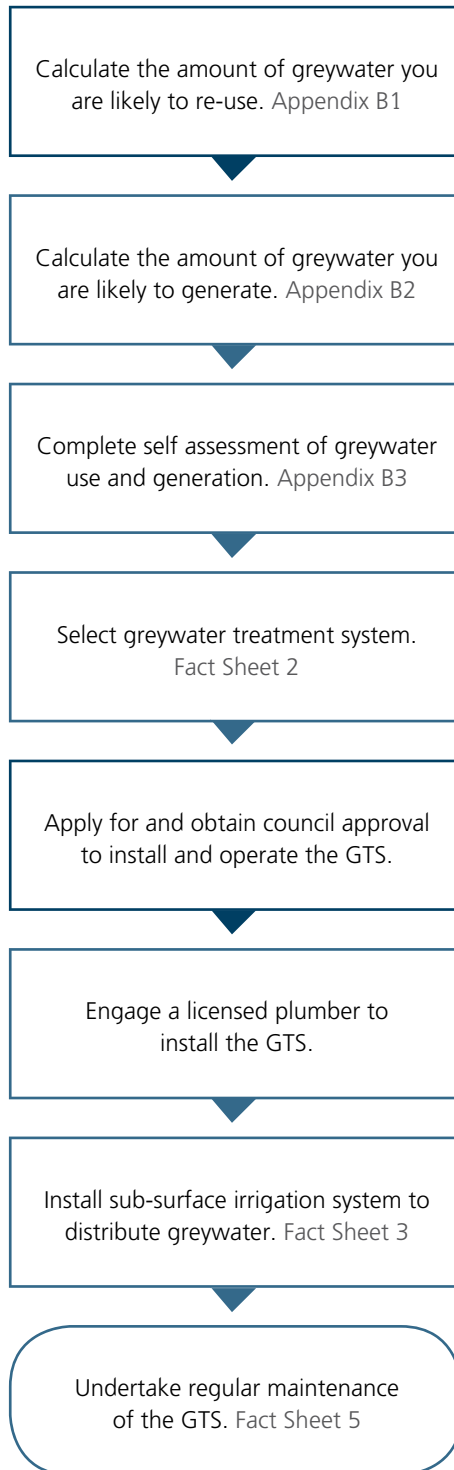 Calculate the amount of greywater you
are likely to re-use. Appendix B1
Calculate the amount of greywater you
are likely to generate. Appendix B2
Complete self assessment of greywater
use and generation. Appendix B3
Select greywater treatment system.
Fact Sheet 2
Apply for and obtain council approval
to install and operate the GTS.
Engage a licensed plumber to
install the GTS.
Install sub-surface irrigation system to
distribute greywater. Fact Sheet 3
Undertake regular maintenance
of the GTS. Fact Sheet 5